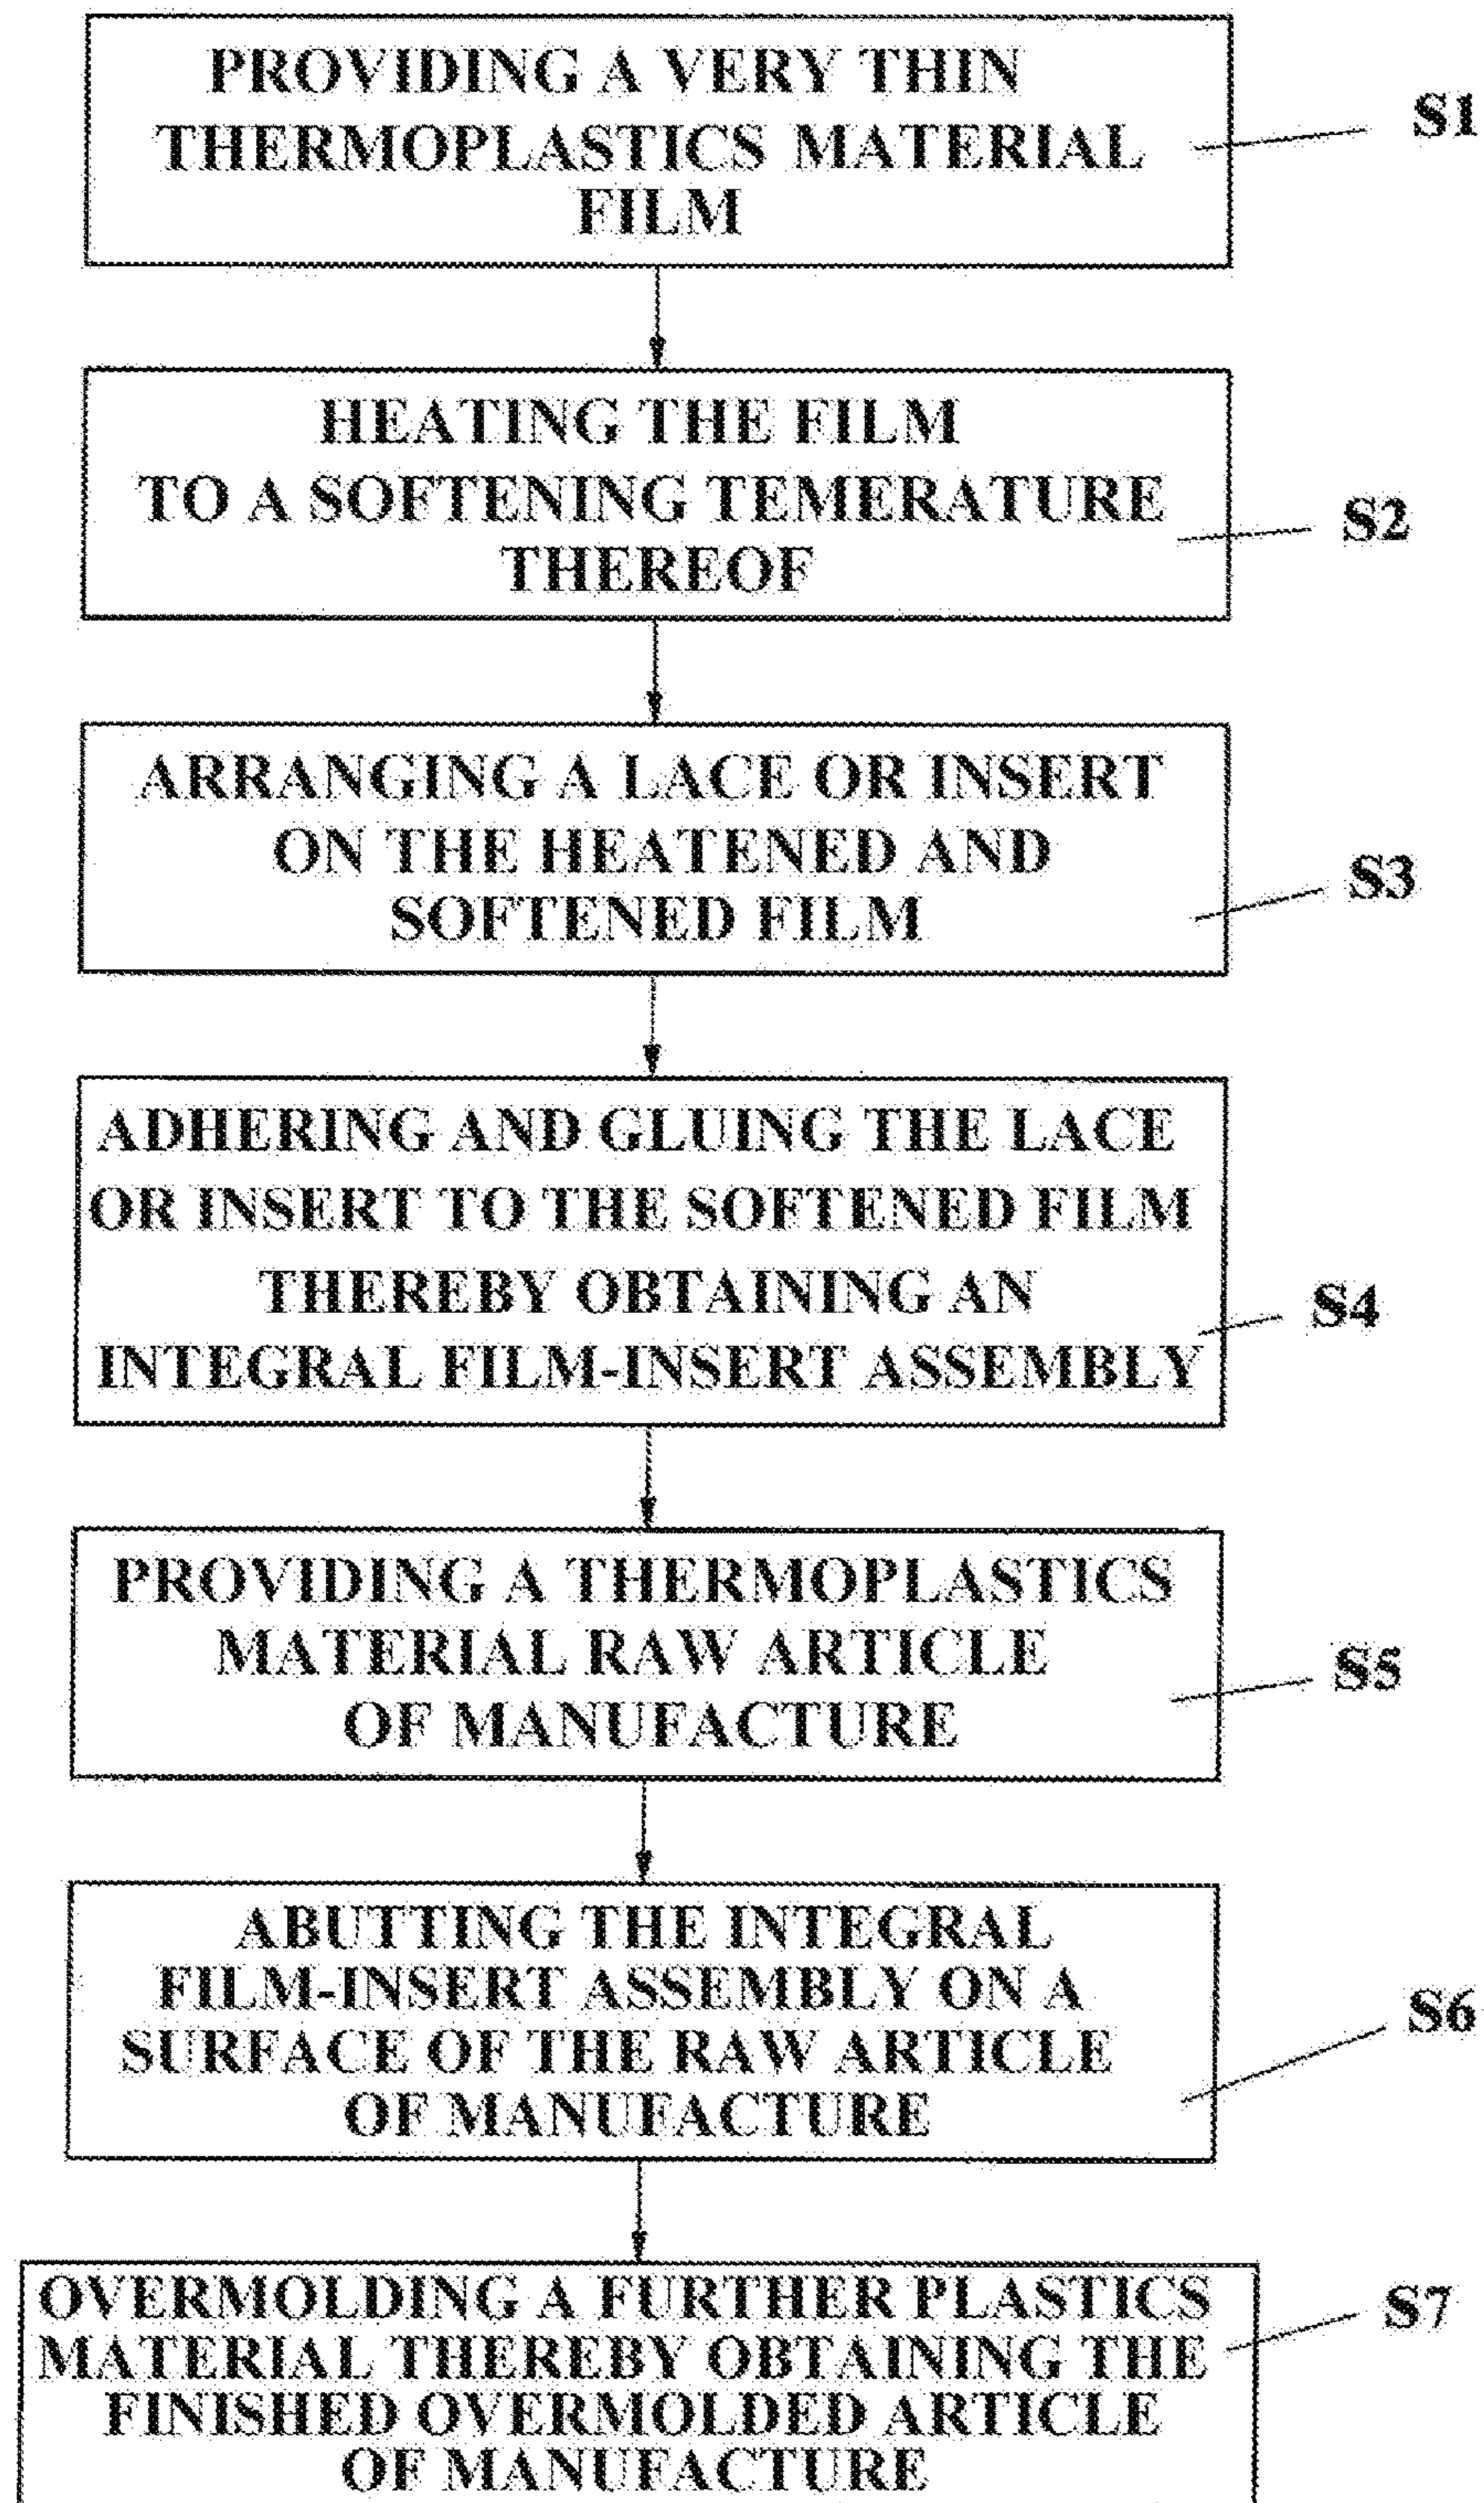 PROVIDING A VERY THIN
THERMOPLASTICS MATERIAL
FILM
S1
HEATING THE FILM
TO A SOFTENING TEMERATURE
THEREOF
S2
ARRANGING A LACE OR INSERT
ON THE HEATENED AND
SOFTENED FILM
S3
ADHERING AND GLUING THE LACE
OR INSERT TO THE SOFTENED FILM
THEREBY OBTAINING AN
INTEGRAL FILM-INSERT ASSEMBLY
S4
PROVIDING A THERMOPLASTICS
MATERIAL RAW ARTICLE
OF MANUFACTURE
S5
ABUTTING THE INTEGRAL
FILM-INSERT ASSEMBLY ON A
SURFACE OF THE RAW ARTICLE
OF MANUFACTURE
S6
OVERMOLDING A FURTHER PLASTICS
MATERIAL THEREBY OBTAINING THE
FINISHED OVERMOLDED ARTICLE
OF MANUFACTURE
S7